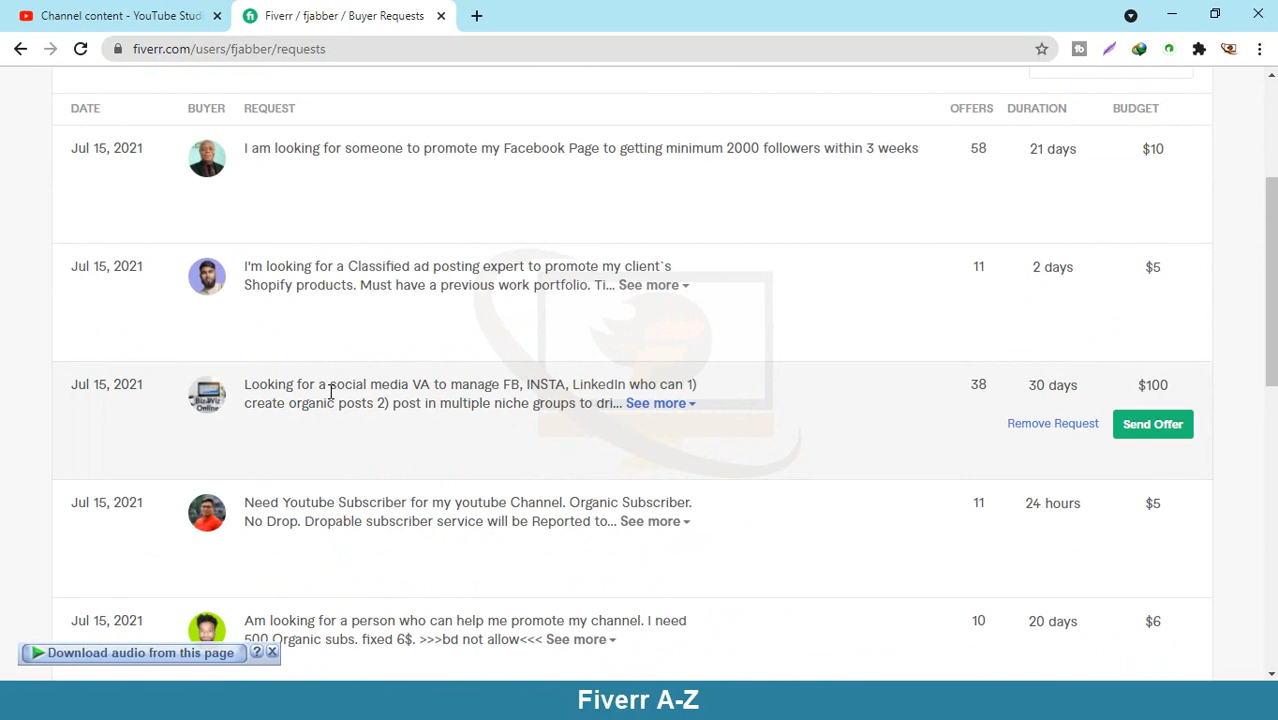 Channel content - YouTube Stud
Fiverr / fjabber / Buyer Requests
fiverr.com/users/fjabber/requests
DATE BUYER REQUEST OFFERS DURATION BUDGET
Jul 15, 2021 I am looking for someone to promote my Facebook Page to getting minimum 2000 followers within 3 weeks 58 21 days $10
Jul 15, 2021 I'm looking for a Classified ad posting expert to promote my client`s 11 2 days $5
Shopify products. Must have a previous work portfolio. Ti... See more
Jul 15, 2021 Looking for a social media VA to manage FB, INSTA, LinkedIn who can 1) 38 30 days $100
create organic posts 2) post in multiple niche groups to dri... See more
Remove Request Send Offer
Jul 15, 2021 Need Youtube Subscriber for my youtube Channel. Organic Subscriber. 11 24 hours $5
No Drop. Dropable subscriber service will be Reported to... See more
Jul 15, 2021 Am looking for a person who can help me promote my channel. I need 10 20 days $6
500 Organic subs. fixed 6$. >>>bd not allow<<< See more
Download audio from this page ?
Fiverr A-Z